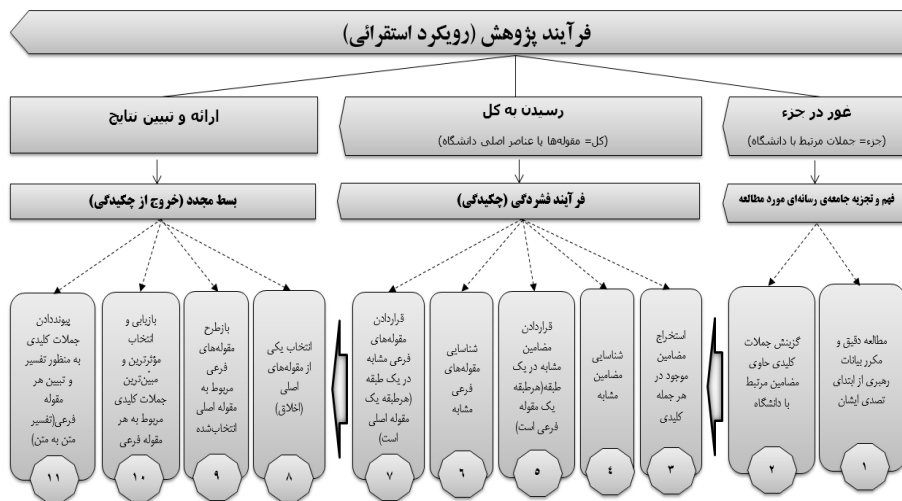 فرآیند پژوهش (رویکرد استقرائی)
غور در جزء
(جزء= جملات مرتبط با دانشگاه)
رسیدن به کل
(کل= مقوله‌ها یا عناصر اصلی دانشگاه)
ارائه و تبیین نتایج
فهم و تجزیه جامعه‌ی رسانه‌ای مورد مطالعه
فرآیند فشردگی (چکیدگی)
بسط مجدد (خروج از چکیدگی)
مطالعه دقیق و
مکرر بیانات
رهبری از ابتدای
تصدی ایشان
۱
گزینش جملات
کلیدی حاوی
مضامین مرتبط
با دانشگاه
۲
استخراج
مضامین
موجود در
هر جمله
کلیدی
۳
شناسایی
مضامین
مشابه
۴
قراردادن
مضامین
مشابه در یک
طبقه(هرطبقه
یک مقوله
فرعی است)
۵
شناسایی
مقوله‌های
فرعی
مشابه
۶
قراردادن
مقوله‌های
فرعی مشابه
در یک طبقه
(هرطبقه یک
مقوله اصلی
است)
۷
انتخاب یکی
از مقوله‌های
اصلی
(اخلاق)
۸
بازطرح
مقوله‌های
فرعی
مربوط به
مقوله اصلی
انتخاب‌شده
۹
بازیابی و
انتخاب
مؤثرترین و
مبیّن‌ترین
جملات کلیدی
مربوط به هر
مقوله فرعی
۱۰
پیونددادن
جملات کلیدی
به منظور تفسیر
و تبیین هر
مقوله
فرعی(تفسیر
متن به متن)
۱۱